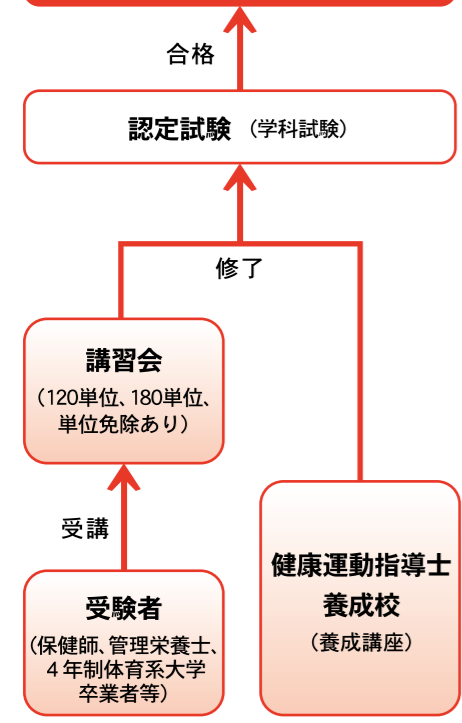 合格
認定試験（学科試験）
修了
講習会
（120単位、180単位、
単位免除あり）
受講
受験者
（保健師、管理栄養士、
４年制体育系大学
卒業者等）
健康運動指導士
養成校
（養成講座）